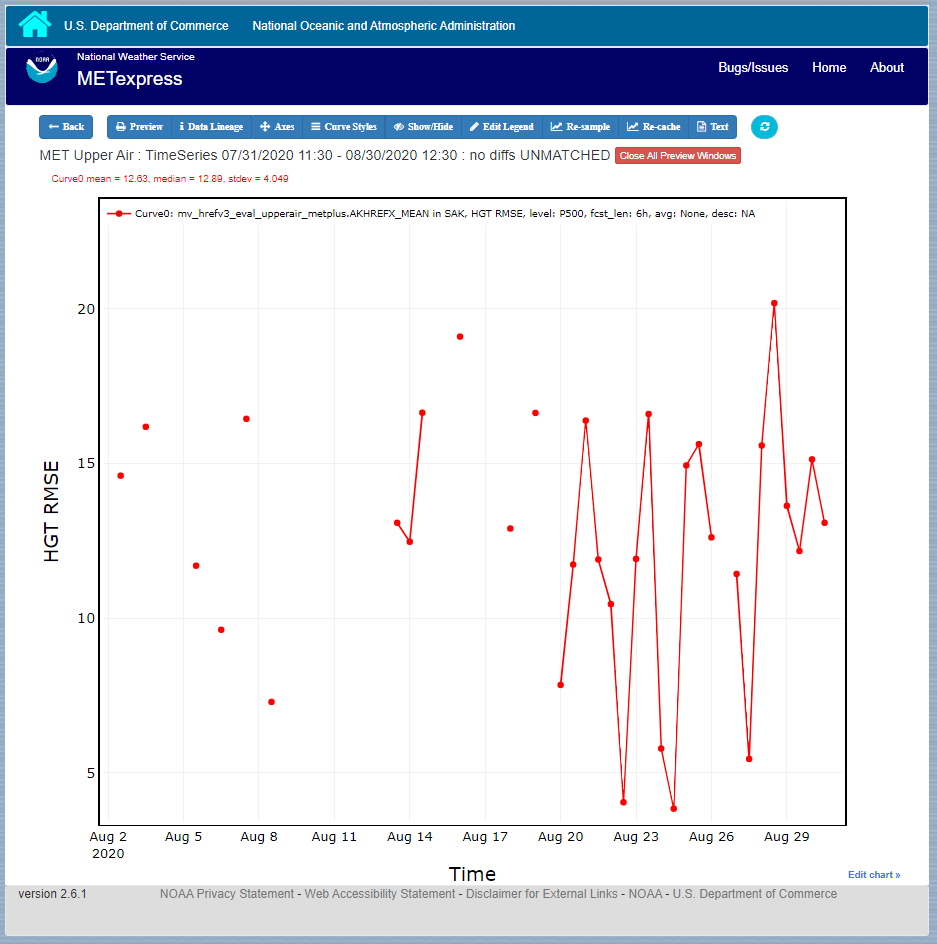 U.S. Department of Commerce National Oceanic and Atmospheric Administration
NOAA
National Weather Service
METexpress
Bugs/Issues Home About
Back Preview Data Lineage Axes Curve Styles Show/Hide Edit Legend Re-sample Re-cache Text
MET Upper Air : TimeSeries 07/31/2020 11:30 - 08/30/2020 12:30 : no diffs UNMATCHED Close All Preview Windows
Curve0 mean = 12.63, median = 12.89, stdev = 4.049
Curve0: mv_hrefv3_eval_upperair_metplus.AKHREFX_MEAN in SAK, HGT RMSE, level: P500, fcst_len: 6h, avg: None, desc: NA
HGT RMSE
20
15
10
5
Aug 2 Aug 5 Aug 8 Aug 11 Aug 14 Aug 17 Aug 20 Aug 23 Aug 26 Aug 29
2020
Time
Edit chart »
version 2.6.1 NOAA Privacy Statement - Web Accessibility Statement - Disclaimer for External Links - NOAA - U.S. Department of Commerce